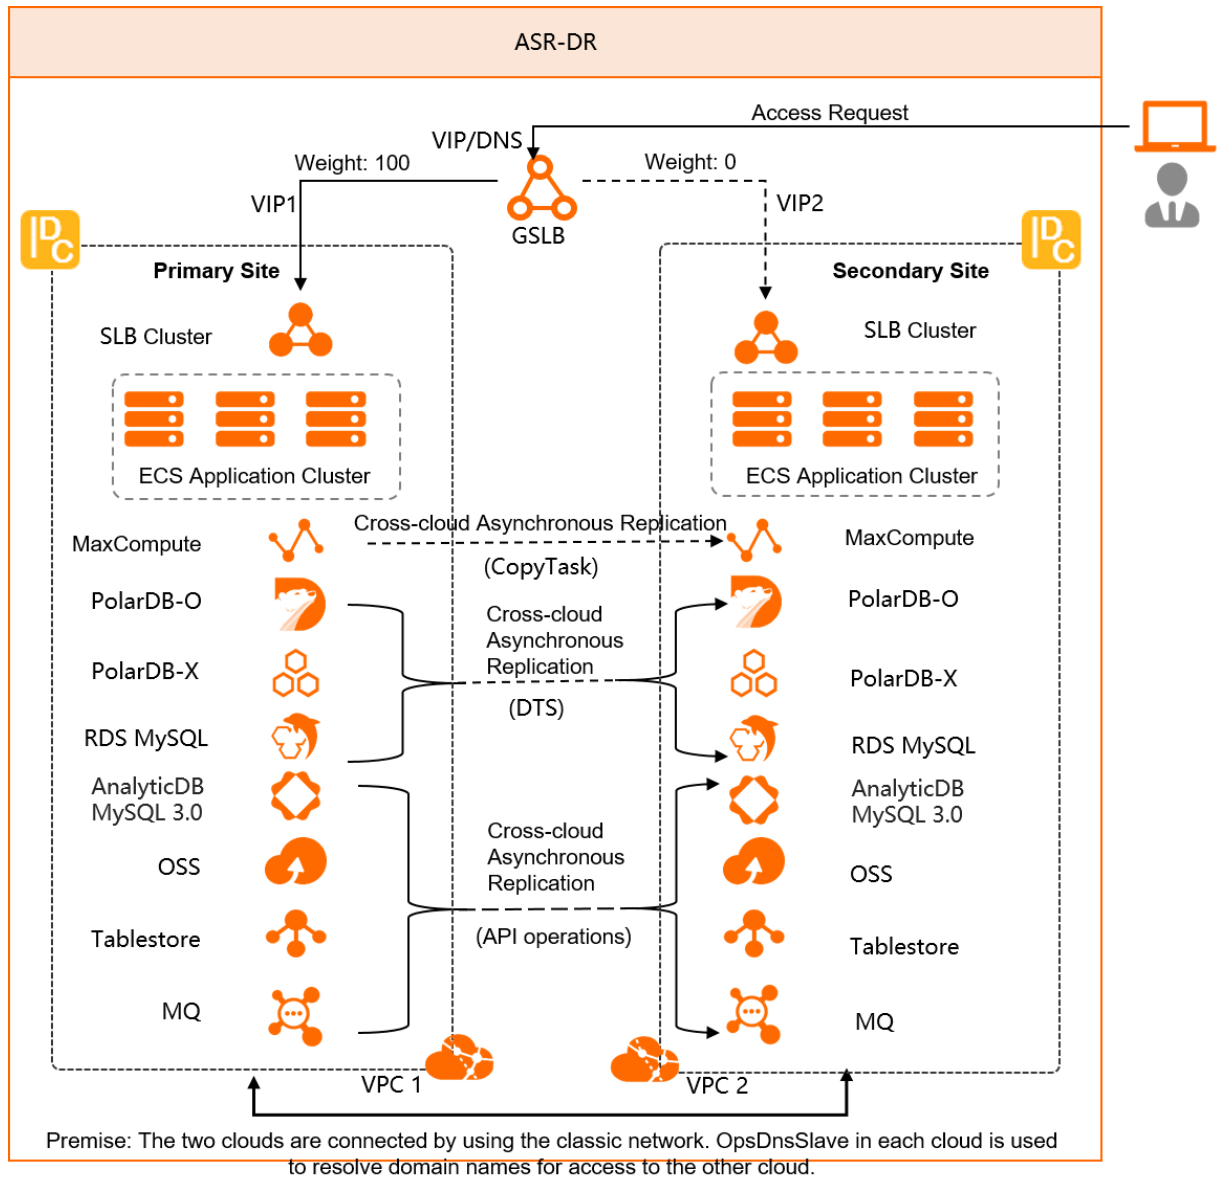 ASR-DR
Access Request
VIP/DNS
Weight: 100
Weight: 0
VIP1
VIP2
GSLB
IDC
IDC
Primary Site
Secondary Site
SLB Cluster
SLB Cluster
ECS Application Cluster
ECS Application Cluster
Cross-cloud Asynchronous Replication
MaxCompute
MaxCompute
(CopyTask)
PolarDB-O
PolarDB-O
Cross-cloud
Asynchronous
Replication
PolarDB-X
PolarDB-X
(DTS)
RDS MySQL
RDS MySQL
AnalyticDB
MySQL 3.0
AnalyticDB
MySQL 3.0
Cross-cloud
Asynchronous
Replication
OSS
OSS
(API operations)
Tablestore
Tablestore
MQ
MQ
VPC 1
VPC 2
Premise: The two clouds are connected by using the classic network. OpsDnsSlave in each cloud is used
to resolve domain names for access to the other cloud.